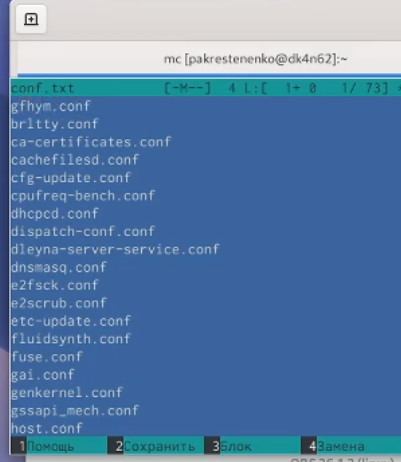 mc [pakrestenenko@dk4n62]:~
conf.txt [-M--] 4 L:[ 1+ 0 1/ 73]
gfhym.conf
brltty.conf
ca-certificates.conf
cachefilesd.conf
cfg-update.conf
cpufreq-bench.conf
dhcpcd.conf
dispatch-conf.conf
dleyna-server-service.conf
dnsmasq.conf
e2fsck.conf
e2scrub.conf
etc-update.conf
fluidsynth.conf
fuse.conf
gai.conf
genkernel.conf
gssapi_mech.conf
host.conf
1Помощь 2Сохранить 3Блок 4Замена